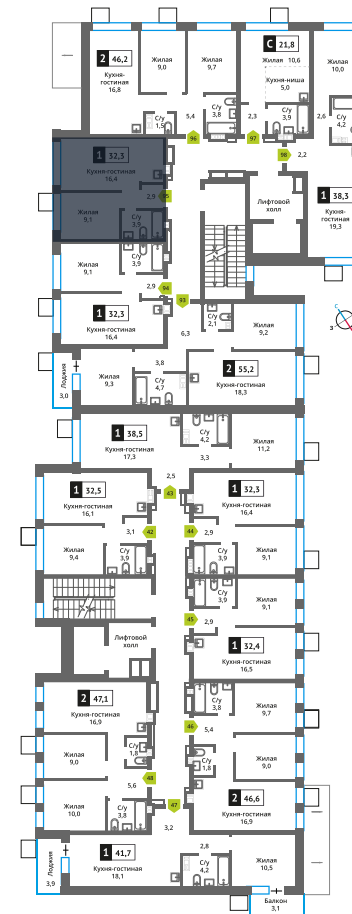 2 46,2
Кухня-
гостиная
16,8
Жилая
9,0
Жилая
9,7
С 21,8
Жилая 10,6
Кухня-ниша
5,0
Жилая
10,0
С/у
1,5
5,4
С/у
3,8
2,3
С/у
3,9
2,6
С/у
4,2
96
97
98
2,2
1 32,3
Кухня-гостиная
16,4
2,9
95
Жилая
9,1
С/у
3,9
Лифтовой
холл
1 38,3
Кухня-
гостиная
19,3
Жилая
9,1
С/у
3,9
2,9
94
93
1 32,3
Кухня-гостиная
16,4
6,3
С/у
2,1
Жилая
9,2
С
З
Лоджия
3,0
Жилая
9,3
3,8
С/у
4,7
2 55,2
Кухня-гостиная
18,3
1 38,5
Кухня-гостиная
17,3
С/у
4,2
3,3
Жилая
11,2
2,5
43
1 32,5
Кухня-гостиная
16,1
1 32,3
Кухня-гостиная
16,4
3,1
42
44
2,9
Жилая
9,4
С/у
3,9
С/у
3,9
Жилая
9,1
С/у
3,9
Жилая
9,1
45
2,9
Лифтовой
холл
1 32,4
Кухня-гостиная
16,5
2 47,1
Кухня-гостиная
16,9
С/у
3,8
Жилая
9,7
46
5,4
Жилая
9,0
С/у
1,8
С/у
1,8
Жилая
9,0
48
5,6
Жилая
10,0
С/у
3,8
47
2 46,6
Кухня-гостиная
16,9
3,2
Лоджия
3,9
1 41,7
Кухня-гостиная
18,1
2,8
С/у
4,2
Жилая
10,5
Балкон
3,1